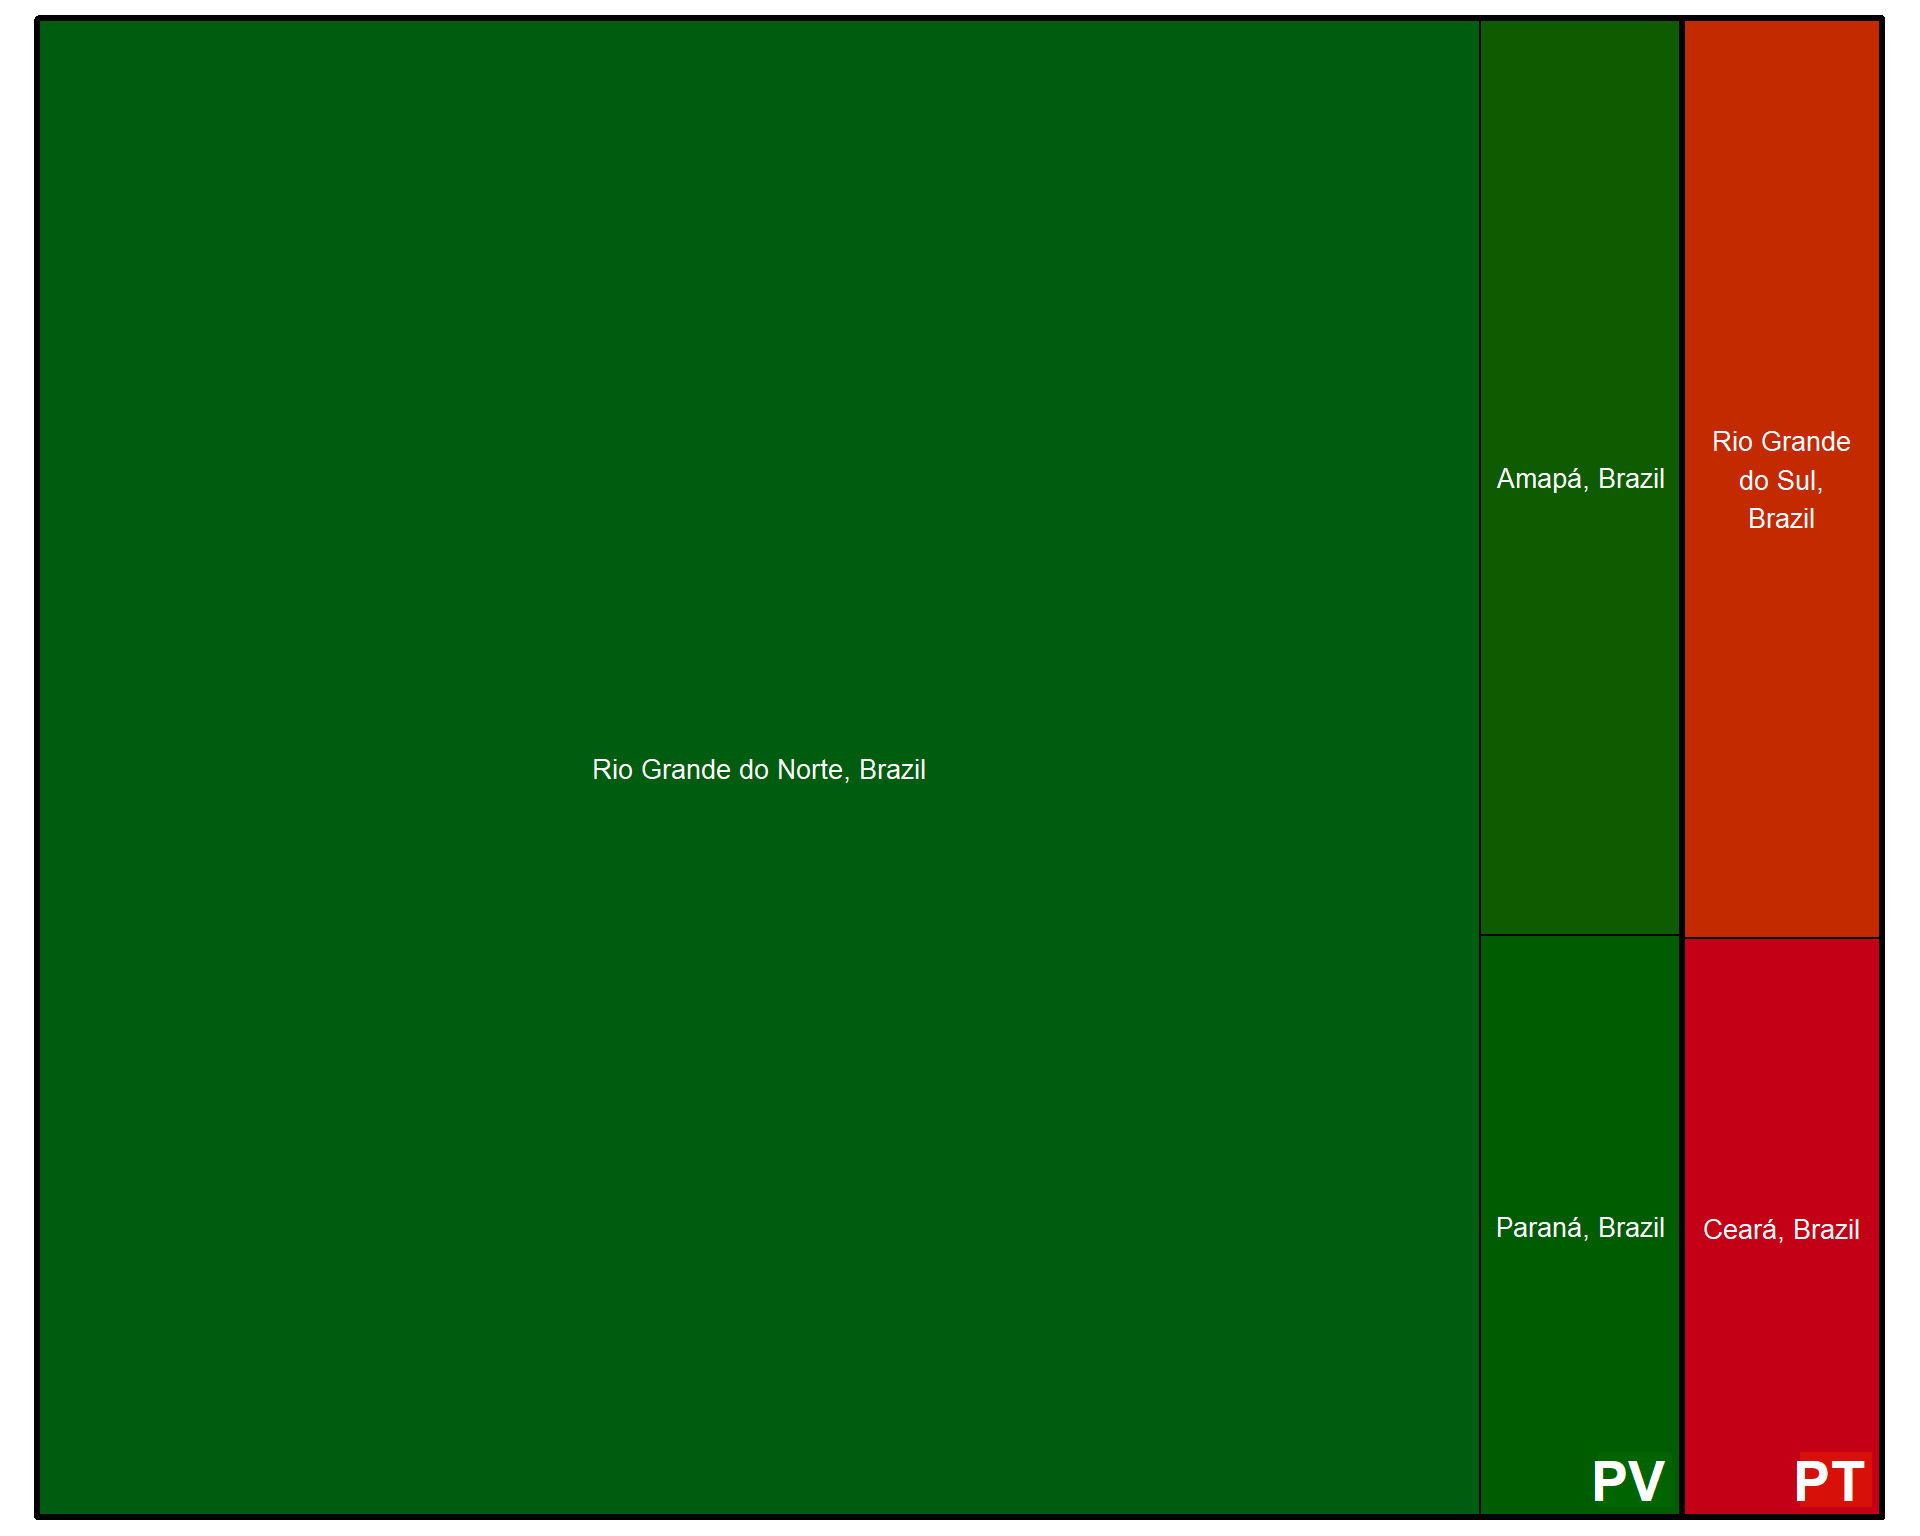 Rio Grande do Norte, Brazil
Amapá, Brazil
Paraná, Brazil
PV
Rio Grande
do Sul,
Brazil
Ceará, Brazil
PT